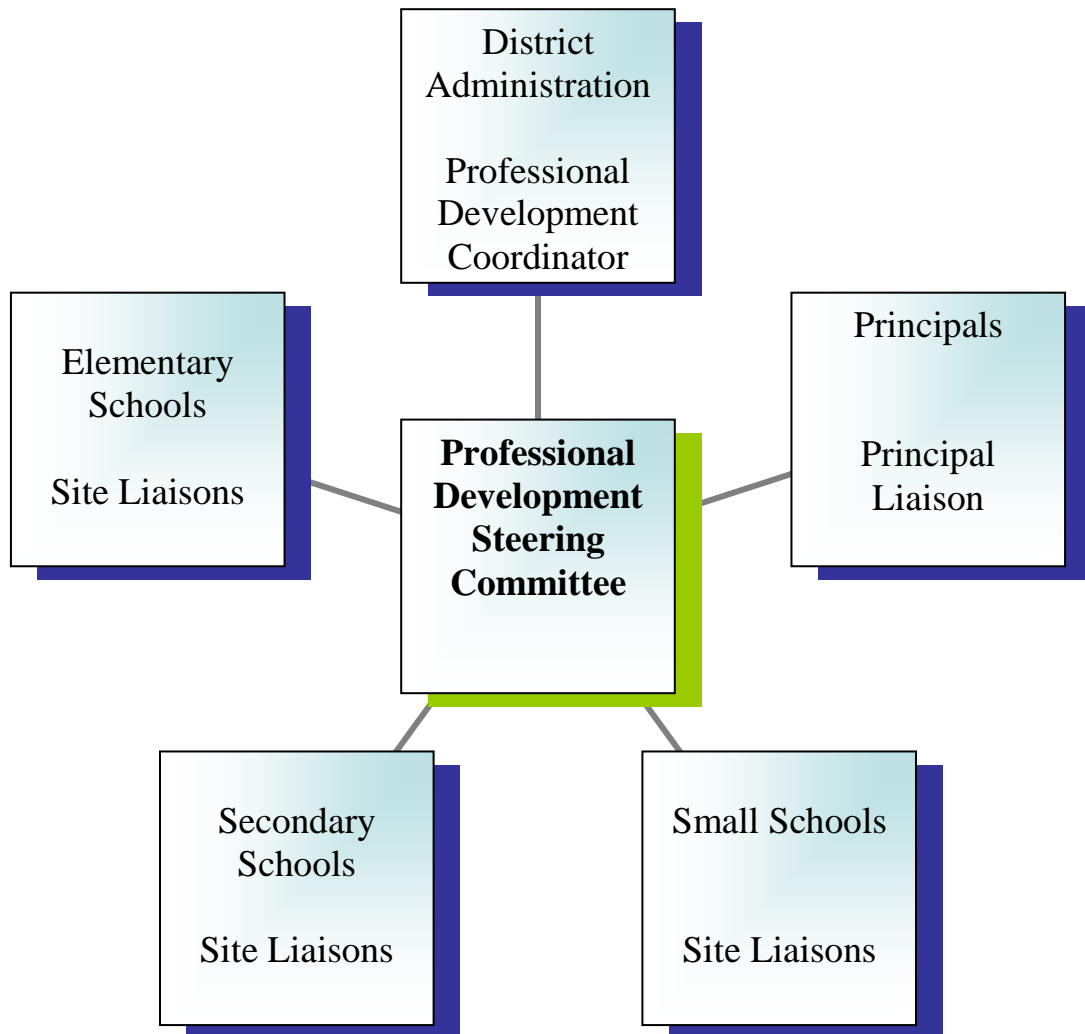 District
Administration
Professional
Development
Coordinator
Elementary
Schools
Site Liaisons
Principals
Principal
Liaison
Professional
Development
Steering
Committee
Secondary
Schools
Site Liaisons
Small Schools
Site Liaisons